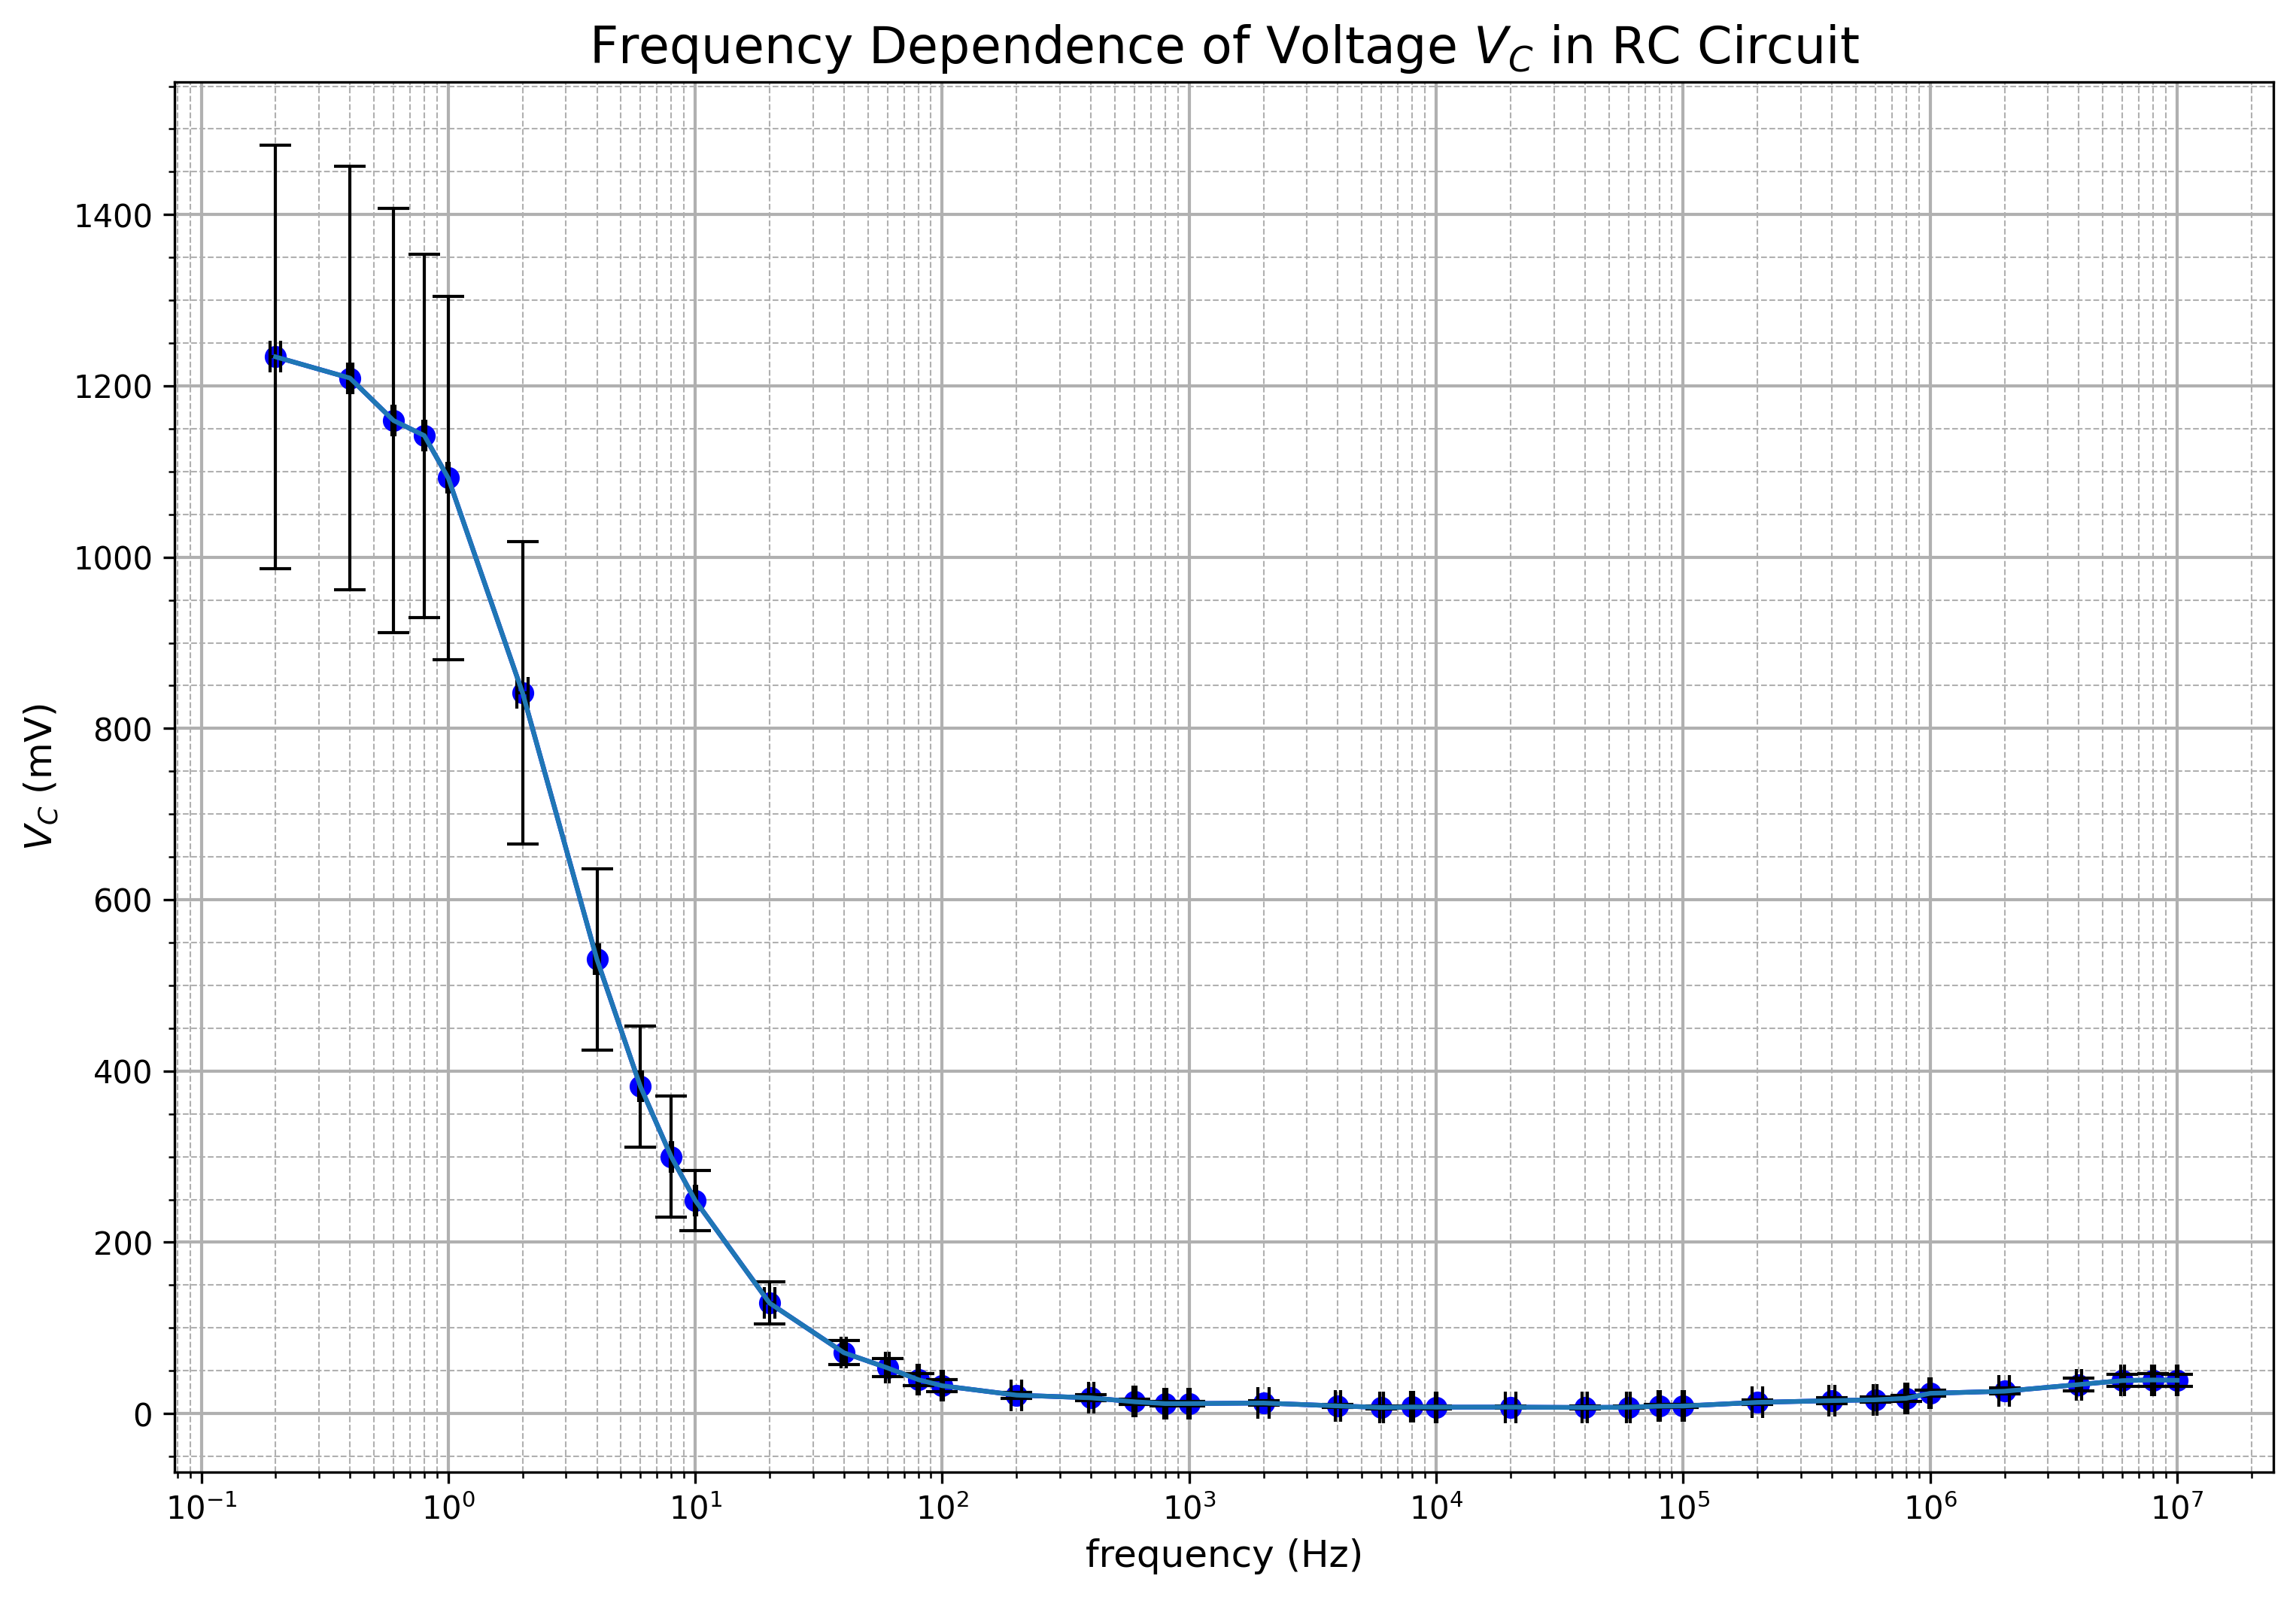 Frequency Dependence of Voltage $V_C$ in RC Circuit
$V_C$ (mV)
1400
1200
1000
800
600
400
200
0
10⁻¹ 10⁰ 10¹ 10² 10³ 10⁴ 10⁵ 10⁶ 10⁷
frequency (Hz)